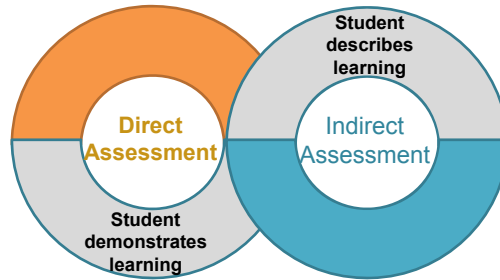 Student
describes
learning
Direct
Assessment
Indirect
Assessment
Student
demonstrates
learning